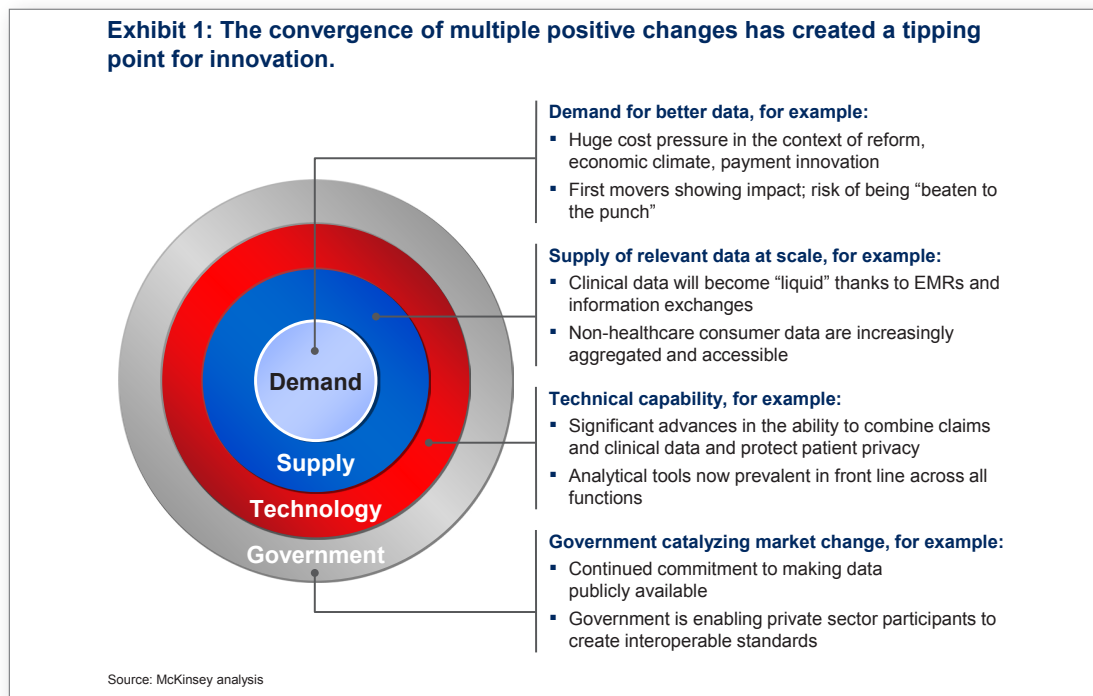 Exhibit 1: The convergence of multiple positive changes has created a tipping
point for innovation.
Demand
Supply
Technology
Government
Demand for better data, for example:
▪ Huge cost pressure in the context of reform,
economic climate, payment innovation
▪ First movers showing impact; risk of being “beaten to
the punch”
Supply of relevant data at scale, for example:
▪ Clinical data will become “liquid” thanks to EMRs and
information exchanges
▪ Non-healthcare consumer data are increasingly
aggregated and accessible
Technical capability, for example:
▪ Significant advances in the ability to combine claims
and clinical data and protect patient privacy
▪ Analytical tools now prevalent in front line across all
functions
Government catalyzing market change, for example:
▪ Continued commitment to making data
publicly available
▪ Government is enabling private sector participants to
create interoperable standards
Source: McKinsey analysis